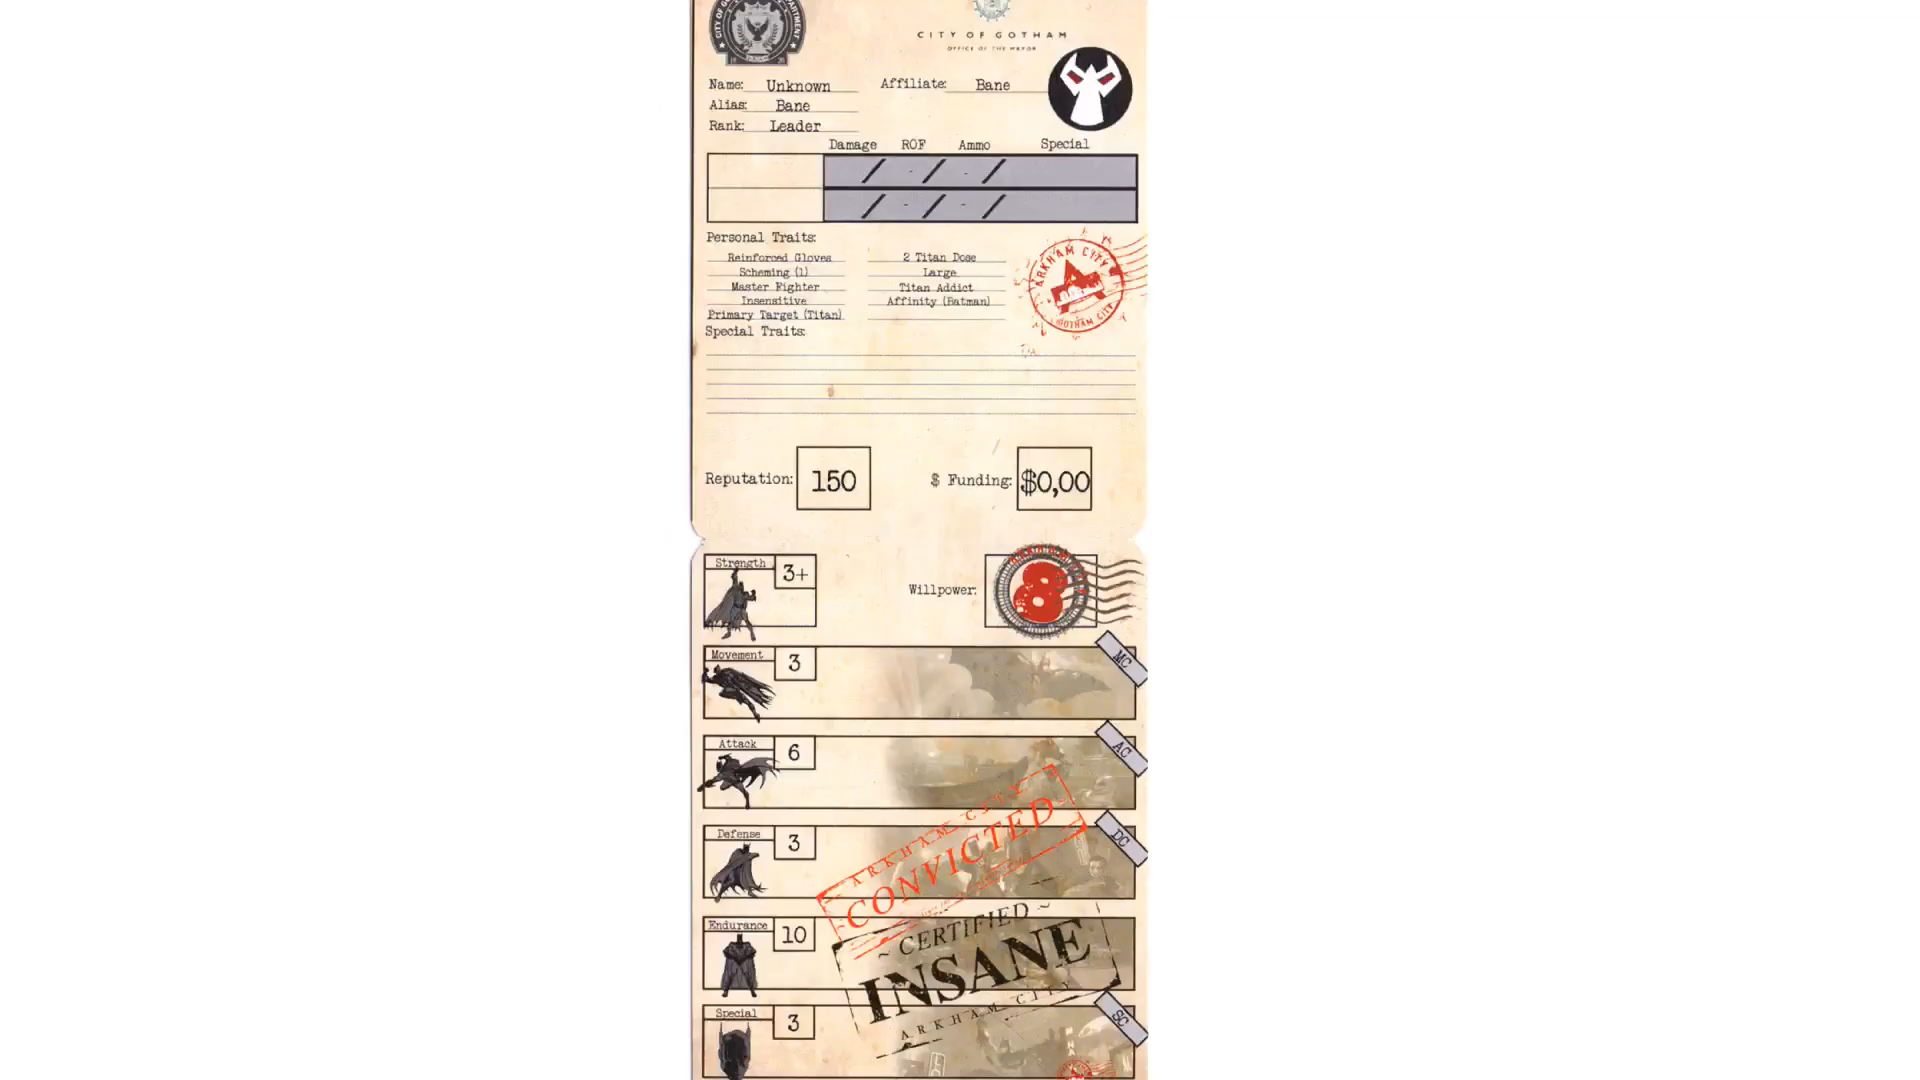 CITY OF GOTHAM
OFFICE OF THE MAYOR
Name: Unknown
Affiliate: Bane
Alias: Bane
Rank: Leader
Damage ROF Ammo Special
/ - / - /
/ - / - /
Personal Traits:
Reinforced Gloves
Scheming (1)
Master Fighter
Insensitive
Primary Target (Titan)
2 Titan Dose
Large
Titan Addict
Affinity (Batman)
ARKHAM CITY
GOTHAM CITY
Special Traits:
Reputation: 150
$ Funding: $0,00
Strength 3+
Willpower: 8
Movement 3
MC
Attack 6
AC
Defense 3
DC
ARKHAM CITY
CONVICTED
Endurance 10
~ CERTIFIED ~
INSANE
ARKHAM CITY
Special 3
SC